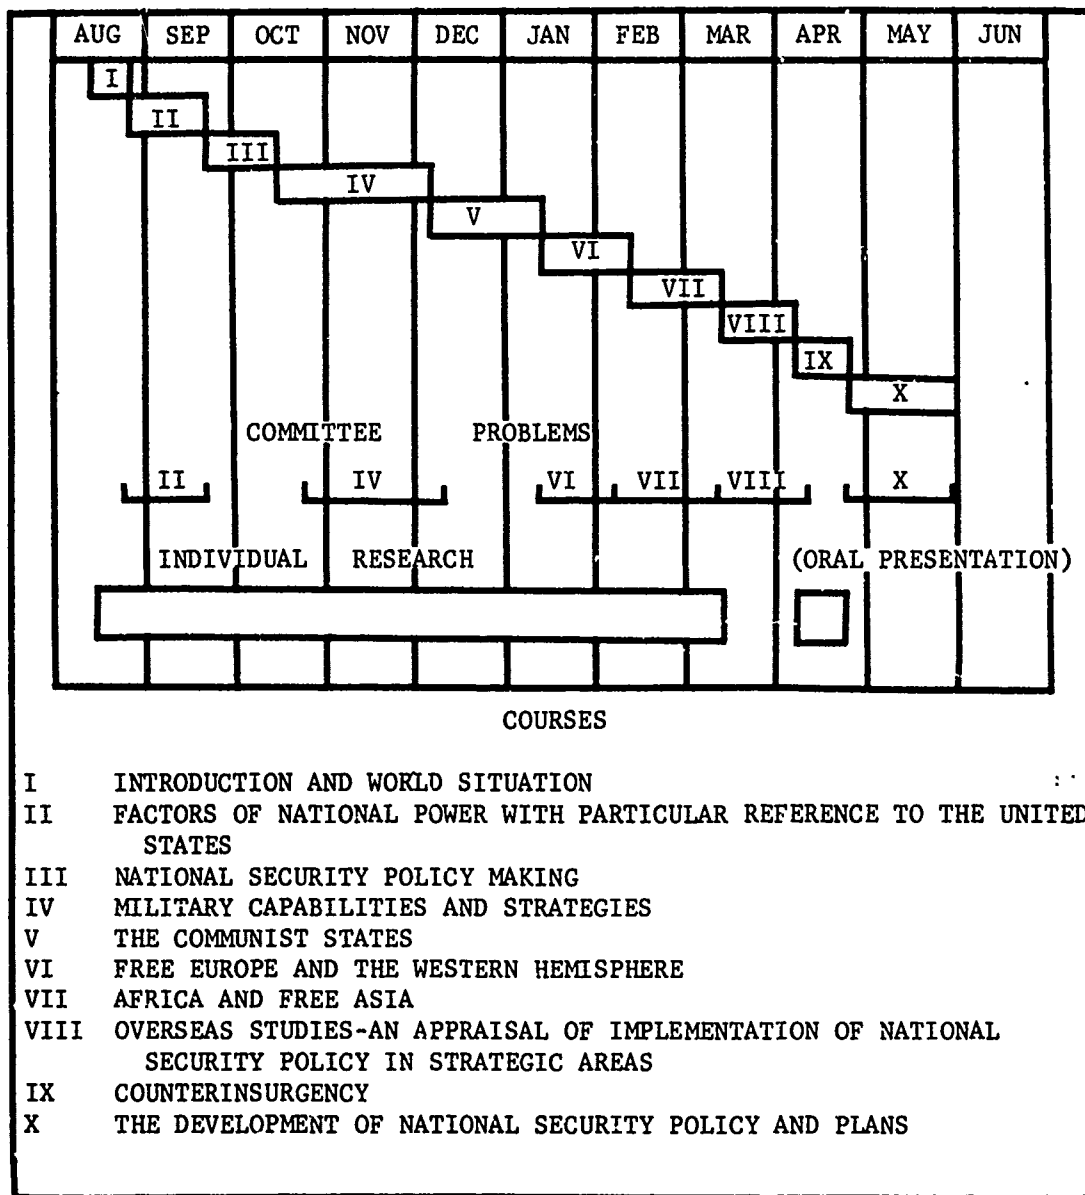 AUG SEP OCT NOV DEC JAN FEB MAR APR MAY JUN
I
II
III
IV
V
VI
VII
VIII
IX
X
COMMITTEE PROBLEMS
II IV VI VII VIII X
INDIVIDUAL RESEARCH (ORAL PRESENTATION)
COURSES
I INTRODUCTION AND WORLD SITUATION
II FACTORS OF NATIONAL POWER WITH PARTICULAR REFERENCE TO THE UNITED
STATES
III NATIONAL SECURITY POLICY MAKING
IV MILITARY CAPABILITIES AND STRATEGIES
V THE COMMUNIST STATES
VI FREE EUROPE AND THE WESTERN HEMISPHERE
VII AFRICA AND FREE ASIA
VIII OVERSEAS STUDIES-AN APPRAISAL OF IMPLEMENTATION OF NATIONAL
SECURITY POLICY IN STRATEGIC AREAS
IX COUNTERINSURGENCY
X THE DEVELOPMENT OF NATIONAL SECURITY POLICY AND PLANS